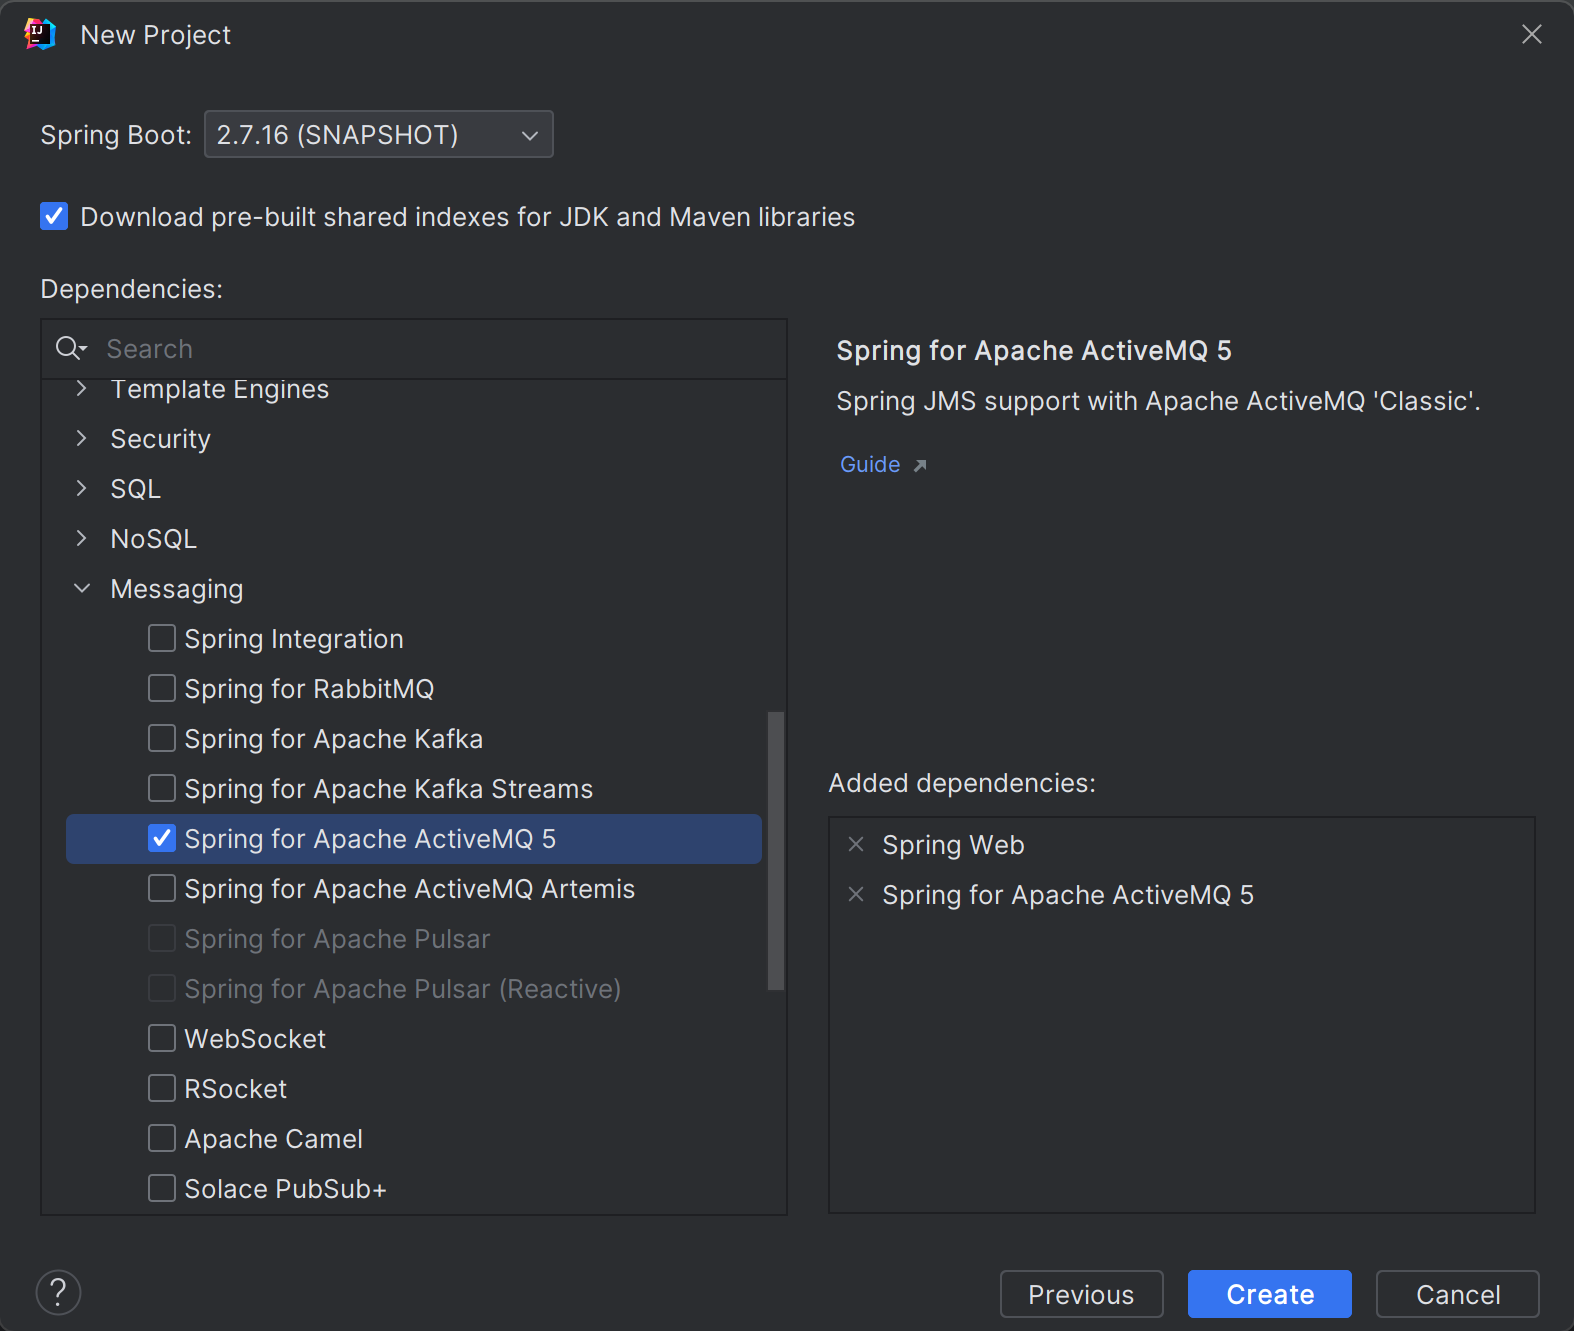 New Project
Spring Boot: 2.7.16 (SNAPSHOT)
Download pre-built shared indexes for JDK and Maven libraries
Dependencies:
Search
Template Engines
Security
SQL
NoSQL
Messaging
Spring Integration
Spring for RabbitMQ
Spring for Apache Kafka
Spring for Apache Kafka Streams
Spring for Apache ActiveMQ 5
Spring for Apache ActiveMQ Artemis
Spring for Apache Pulsar
Spring for Apache Pulsar (Reactive)
WebSocket
RSocket
Apache Camel
Solace PubSub+
Spring for Apache ActiveMQ 5
Spring JMS support with Apache ActiveMQ 'Classic'.
Guide
Added dependencies:
Spring Web
Spring for Apache ActiveMQ 5
?
Previous
Create
Cancel